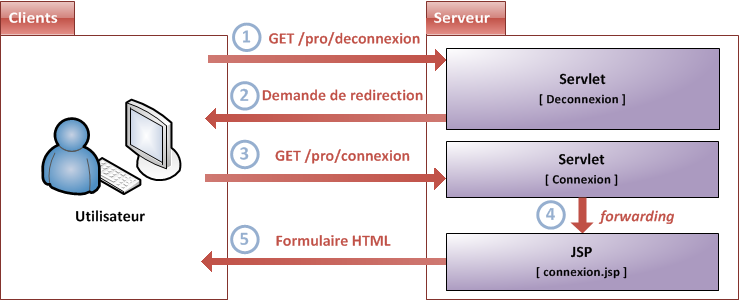 Clients
Serveur
1 GET /pro/deconnexion
Servlet
[ Deconnexion ]
2 Demande de redirection
3 GET /pro/connexion
Servlet
[ Connexion ]
Utilisateur
4 forwarding
5 Formulaire HTML
JSP
[ connexion.jsp ]